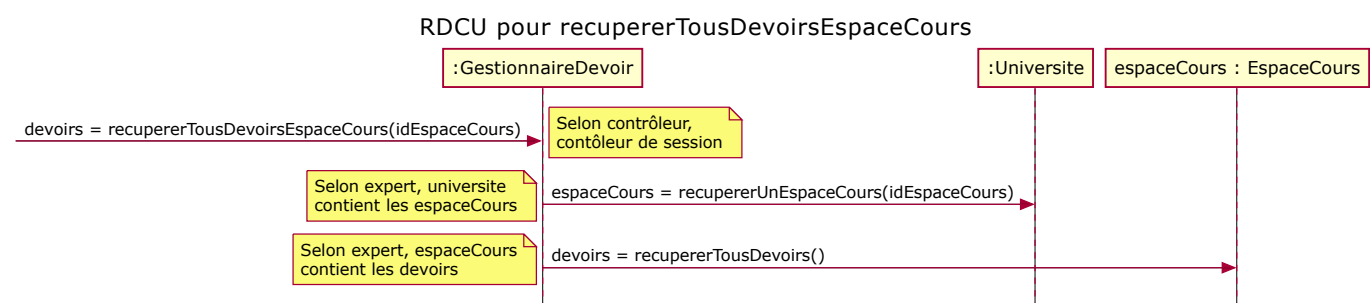 RDCU pour recupererTousDevoirsEspaceCours
:GestionnaireDevoir
:Universite
espaceCours : EspaceCours
devoirs = recupererTousDevoirsEspaceCours(idEspaceCours)
Selon contrôleur,
contôleur de session
Selon expert, universite
contient les espaceCours
espaceCours = recupererUnEspaceCours(idEspaceCours)
Selon expert, espaceCours
contient les devoirs
devoirs = recupererTousDevoirs()